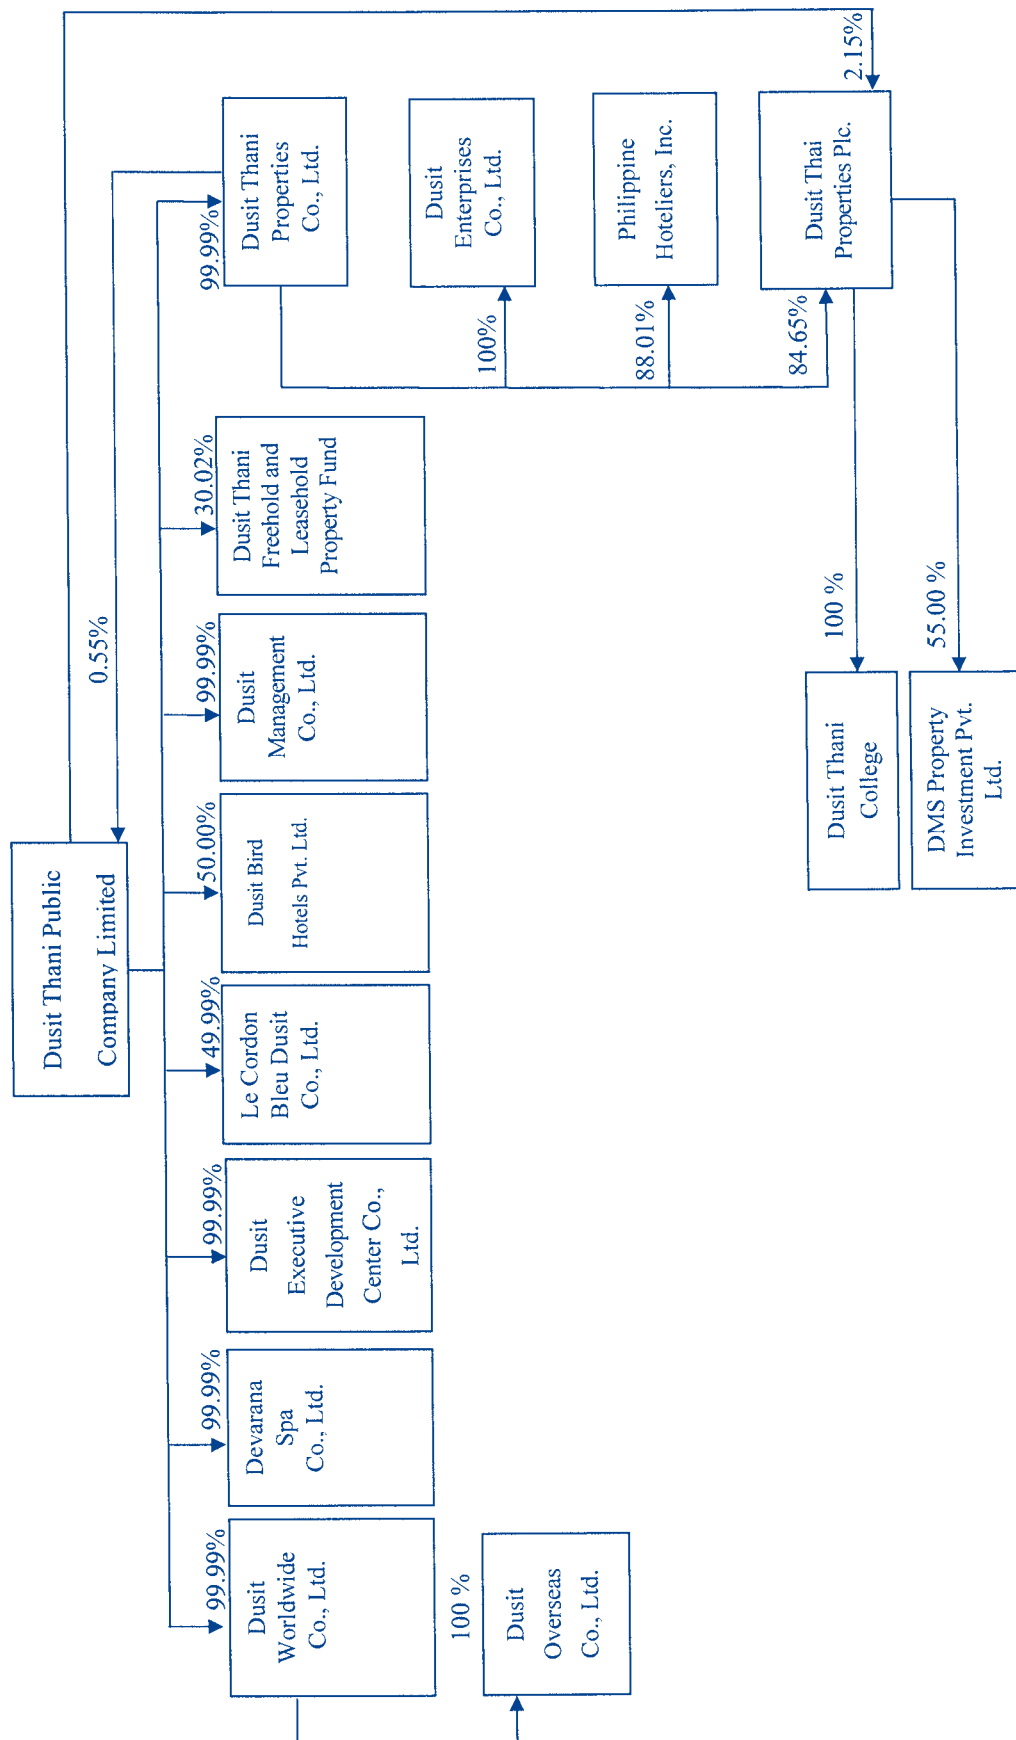 Dusit Thani Public
Company Limited
0.55%
2.15%
99.99%
Dusit
Worldwide
Co., Ltd.
99.99%
Devarana
Spa
Co., Ltd.
99.99%
Dusit
Executive
Development
Center Co.,
Ltd.
49.99%
Le Cordon
Bleu Dusit
Co., Ltd.
50.00%
Dusit Bird
Hotels Pvt. Ltd.
99.99%
Dusit
Management
Co., Ltd.
30.02%
Dusit Thani
Freehold and
Leasehold
Property Fund
99.99%
Dusit Thani
Properties
Co., Ltd.
100 %
Dusit
Overseas
Co., Ltd.
100%
Dusit
Enterprises
Co., Ltd.
88.01%
Philippine
Hoteliers, Inc.
84.65%
Dusit Thai
Properties Plc.
100 %
Dusit Thani
College
55.00 %
DMS Property
Investment Pvt.
Ltd.